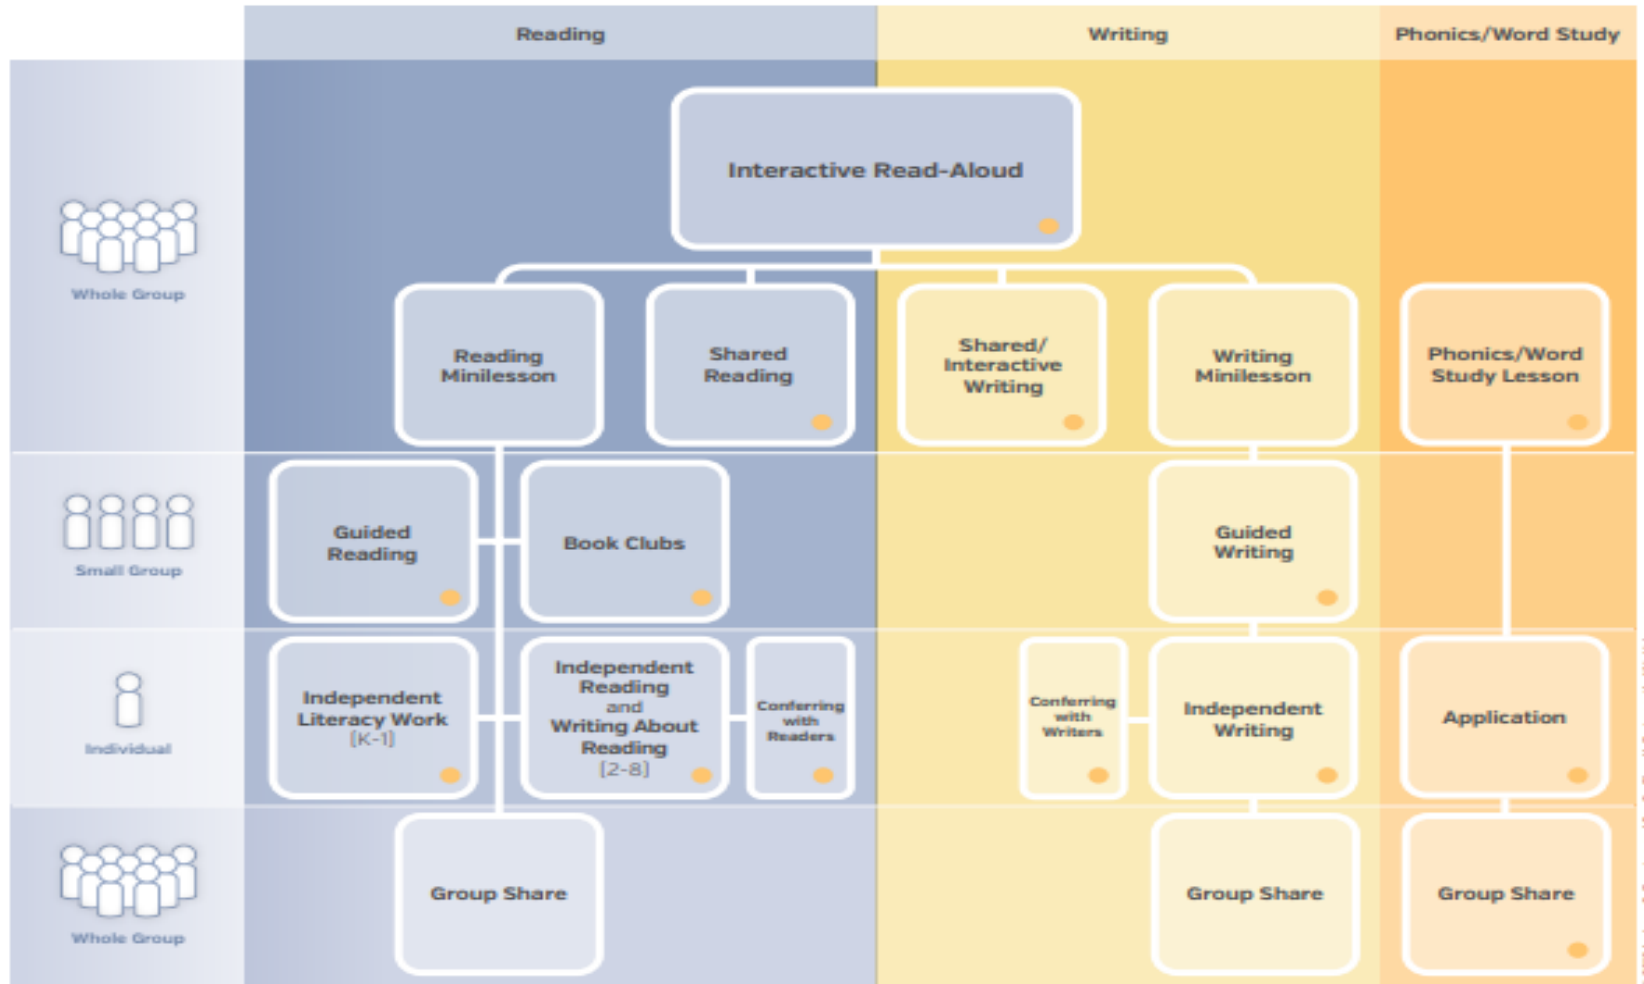 Reading
Writing
Phonics/Word Study
Whole Group
Interactive Read-Aloud
Reading
Minilesson
Shared
Reading
Shared/
Interactive
Writing
Writing
Minilesson
Phonics/Word
Study Lesson
Small Group
Guided
Reading
Book Clubs
Guided
Writing
Individual
Independent
Literacy Work
(K-1)
Independent
Reading
and
Writing About
Reading
(2-8)
Conferring
with
Readers
Conferring
with
Writers
Independent
Writing
Application
Whole Group
Group Share
Group Share
Group Share